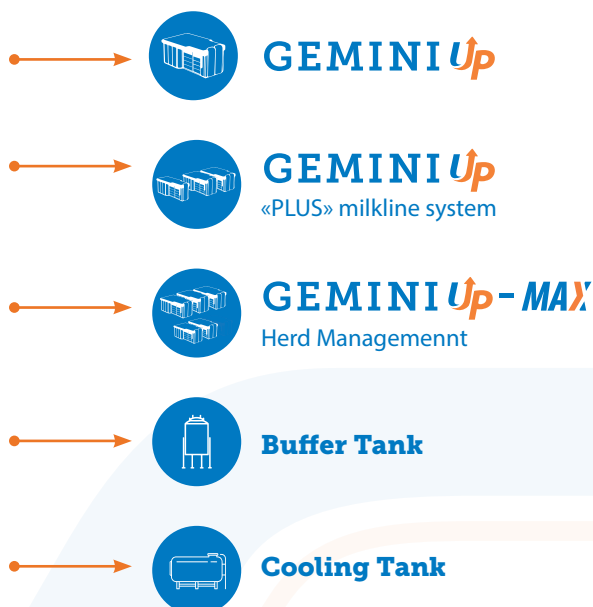 GEMINI Up
GEMINI Up
«PLUS» milkline system
GEMINI Up - MAX
Herd Managemennt
Buffer Tank
Cooling Tank